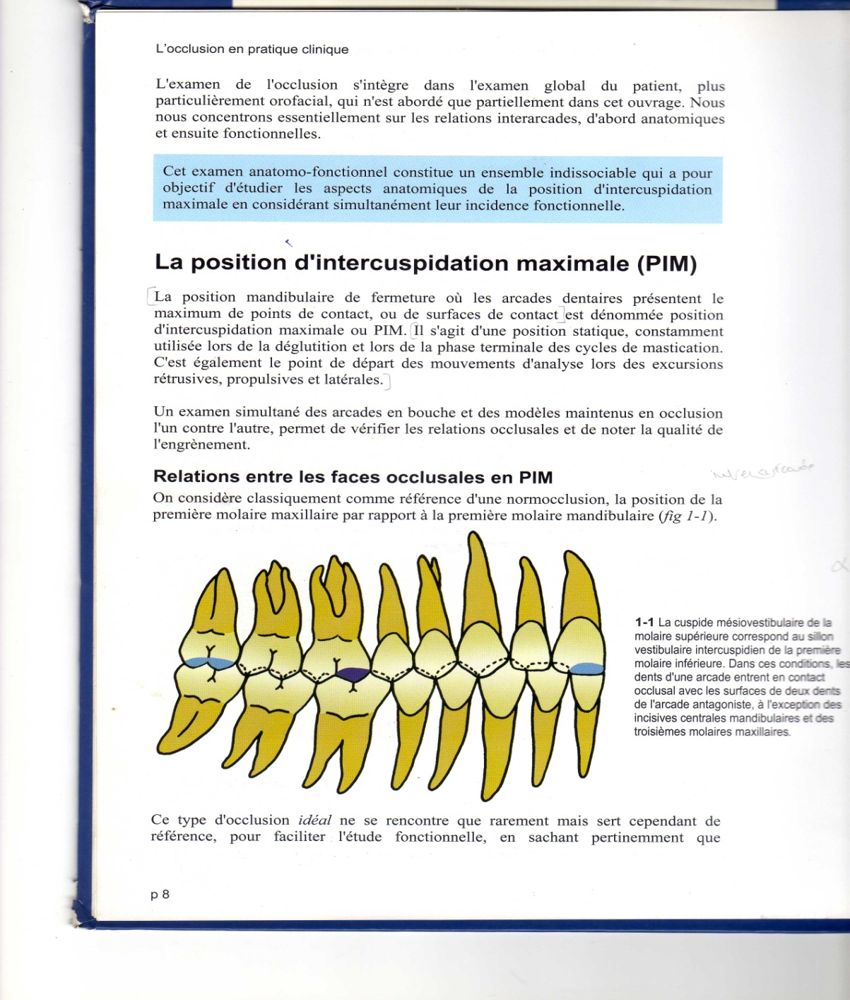 L'occlusion en pratique clinique
L'examen de l'occlusion s'intègre dans l'examen global du patient, plus
particulièrement orofacial, qui n'est abordé que partiellement dans cet ouvrage. Nous
nous concentrons essentiellement sur les relations interarcades, d'abord anatomiques
et ensuite fonctionnelles.
Cet examen anatomo-fonctionnel constitue un ensemble indissociable qui a pour
objectif d'étudier les aspects anatomiques de la position d'intercuspidation
maximale en considérant simultanément leur incidence fonctionnelle.
La position d'intercuspidation maximale (PIM)
La position mandibulaire de fermeture où les arcades dentaires présentent le
maximum de points de contact, ou de surfaces de contact est dénommée position
d'intercuspidation maximale ou PIM. Il s'agit d'une position statique, constamment
utilisée lors de la déglutition et lors de la phase terminale des cycles de mastication.
C'est également le point de départ des mouvements d'analyse lors des excursions
rétrusives, propulsives et latérales.
Un examen simultané des arcades en bouche et des modèles maintenus en occlusion
l'un contre l'autre, permet de vérifier les relations occlusales et de noter la qualité de
l'engrènement.
Relations entre les faces occlusales en PIM
On considère classiquement comme référence d'une normocclusion, la position de la
première molaire maxillaire par rapport à la première molaire mandibulaire (fig 1-1).
1-1 La cuspide mésiovestibulaire de la
molaire supérieure correspond au sillon
vestibulaire intercuspidien de la première
molaire inférieure. Dans ces conditions, les
dents d'une arcade entrent en contact
occlusal avec les surfaces de deux dents
de l'arcade antagoniste, à l'exception des
incisives centrales mandibulaires et des
troisièmes molaires maxillaires.
Ce type d'occlusion idéal ne se rencontre que rarement mais sert cependant de
référence, pour faciliter l'étude fonctionnelle, en sachant pertinemment que
p 8